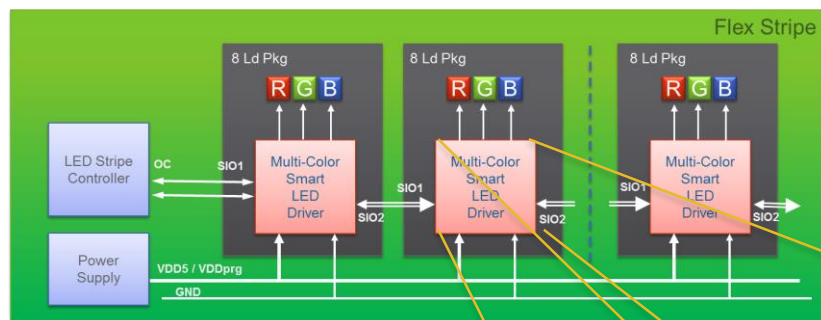 Flex Stripe
8 Ld Pkg
8 Ld Pkg
8 Ld Pkg
R G B
R G B
R G B
LED Stripe
Controller
OC
SIO1
Multi-Color
Smart
LED
Driver
SIO1
SIO2
Multi-Color
Smart
LED
Driver
SIO2
SIO1
Multi-Color
Smart
LED
Driver
SIO2
Power
Supply
VDD5 / VDDprg
GND